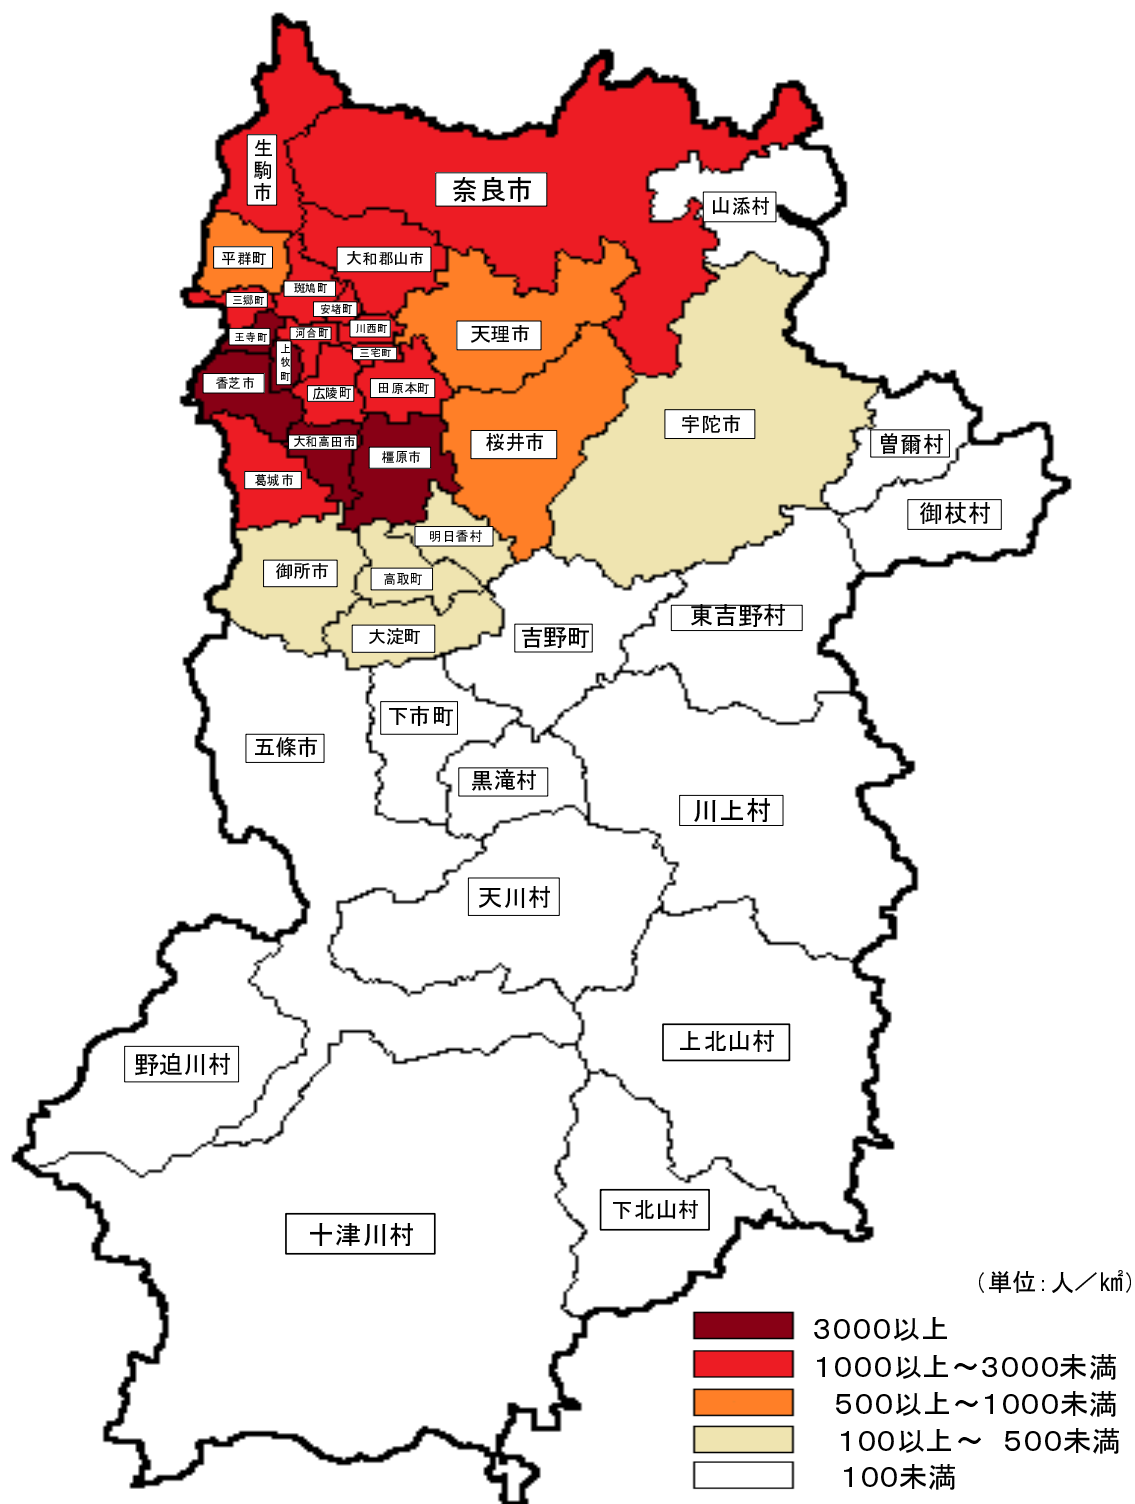 生駒市
奈良市
山添村
平群町
大和郡山市
斑鳩町
三郷町
安堵町
川西町
河合町
王寺町
三宅町
上牧町
天理市
香芝市
広陵町
田原本町
宇陀市
大和高田市
橿原市
桜井市
曽爾村
葛城市
御杖村
明日香村
御所市
高取町
大淀町
吉野町
東吉野村
下市町
五條市
黒滝村
川上村
天川村
上北山村
野迫川村
下北山村
十津川村
（単位：人／㎢）
3000以上
1000以上～3000未満
500以上～1000未満
100以上～ 500未満
100未満